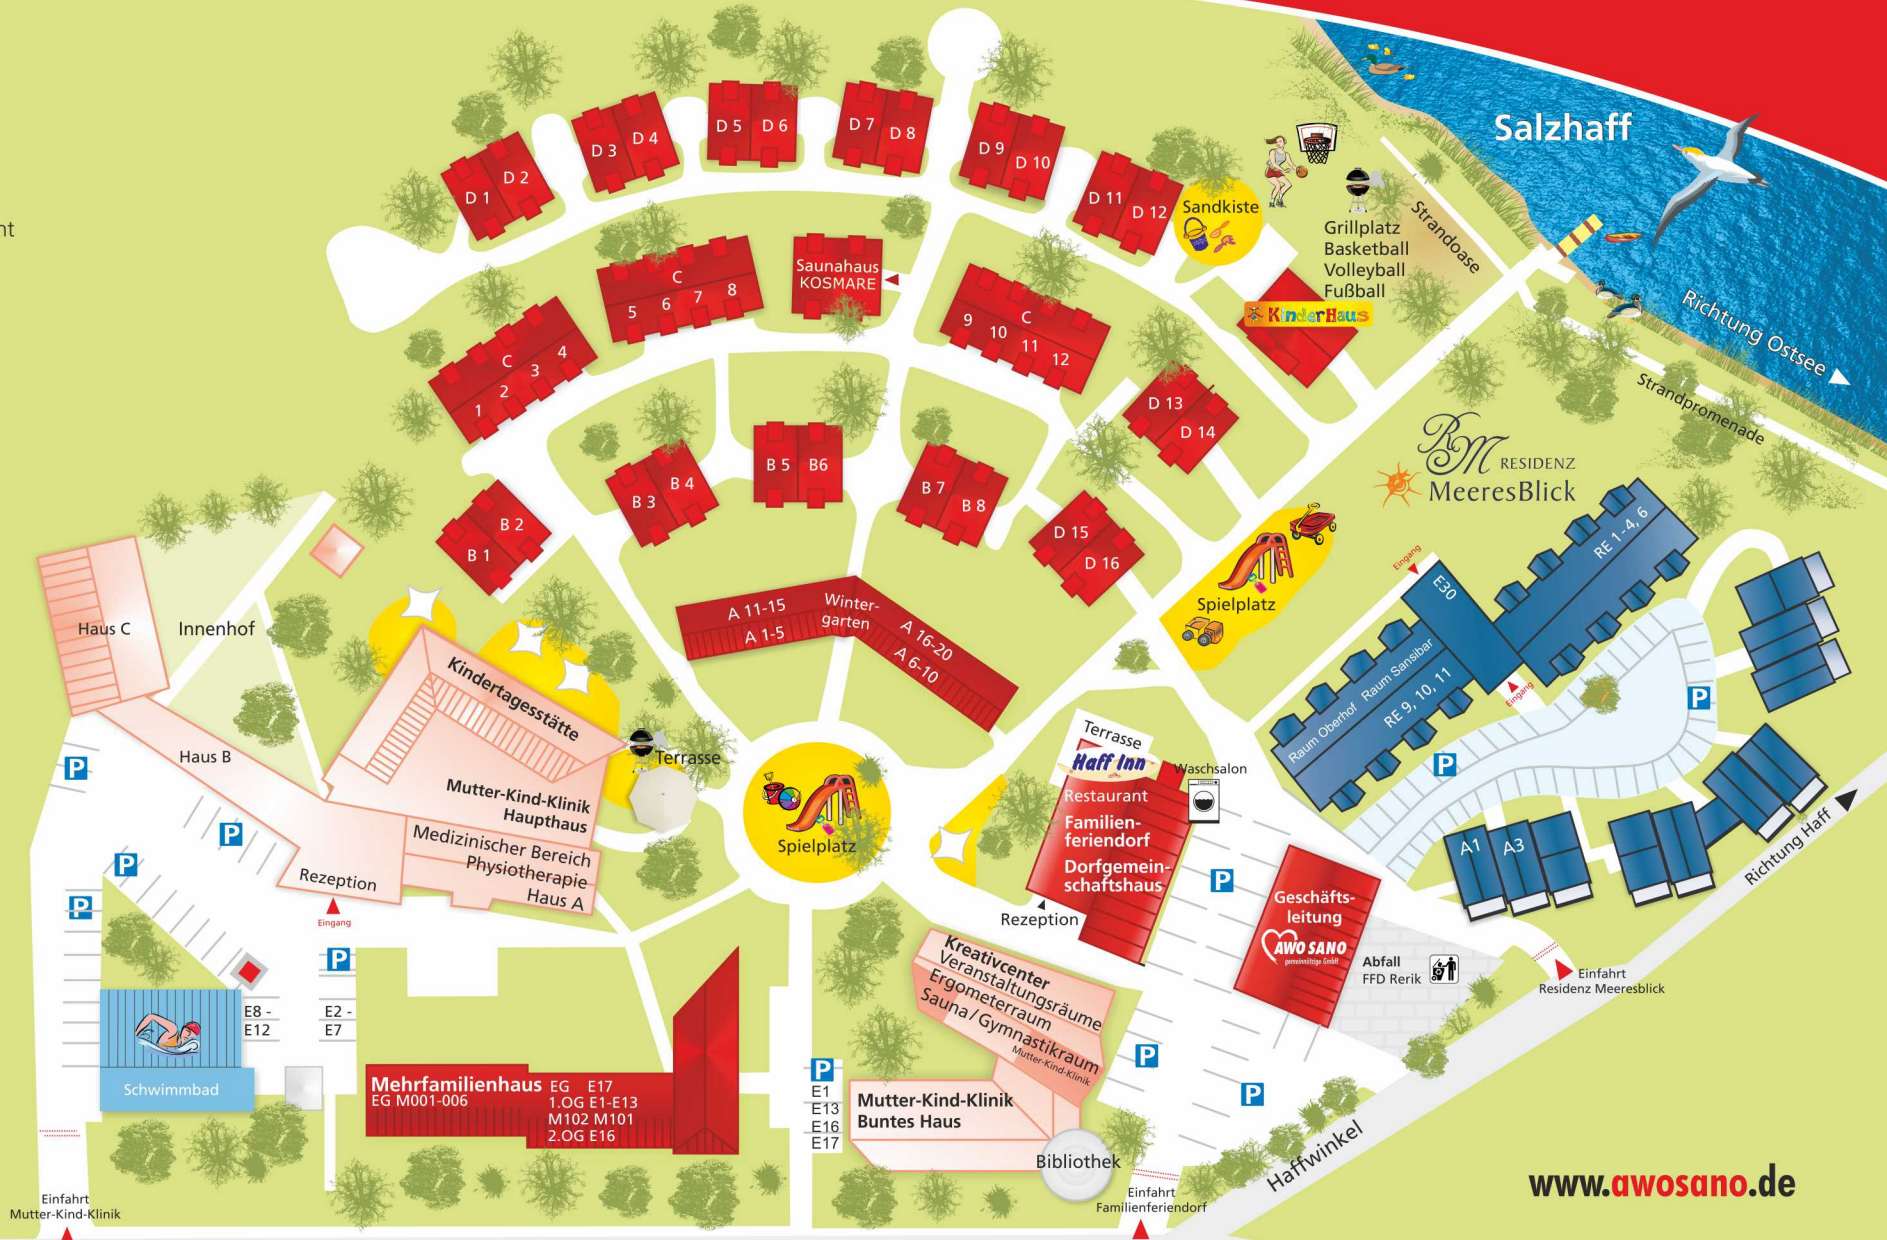 nt
Salzhaff
Richtung Ostsee
Strandpromenade
Strandoase
D 1
D 2
D 3
D 4
D 5
D 6
D 7
D 8
D 9
D 10
D 11
D 12
Sandkiste
Grillplatz
Basketball
Volleyball
Fußball
KinderHaus
C
1
2
3
4
C
5
6
7
8
Saunahaus
KOSMARE
C
9
10
11
12
D 13
D 14
D 15
D 16
B 1
B 2
B 3
B 4
B 5
B6
B 7
B 8
A 11-15
A 1-5
Winter-
garten
A 16-20
A 6-10
Spielplatz
RM RESIDENZ
MeeresBlick
Eingang
E30
RE 1-4, 6
Raum Oberhof Raum Sansibar
RE 9, 10, 11
Eingang
P
P
A1
A3
Richtung Haff
Haus C
Innenhof
Haus B
Kindertagesstätte
Terrasse
Mutter-Kind-Klinik
Haupthaus
Medizinischer Bereich
Physiotherapie
Haus A
Rezeption
Eingang
P
P
P
P
P
Spielplatz
Terrasse
Haff Inn
Waschsalon
Restaurant
Familien-
feriendorf
Dorfgemein-
schaftshaus
Rezeption
P
Geschäfts-
leitung
AWO SANO
gemeinnützige GmbH
Abfall
FFD Rerik
Einfahrt
Residenz Meeresblick
E8 -
E12
E2 -
E7
Schwimmbad
Mehrfamilienhaus
EG M001-006
EG E17
1.OG E1-E13
M102 M101
2.OG E16
P
E1
E13
E16
E17
Kreativcenter
Veranstaltungsräume
Ergometerraum
Sauna/Gymnastikraum
Mutter-Kind-Klinik
Mutter-Kind-Klinik
Buntes Haus
Bibliothek
P
P
Haffwinkel
Einfahrt
Mutter-Kind-Klinik
Einfahrt
Familienferiendorf
www.awosano.de